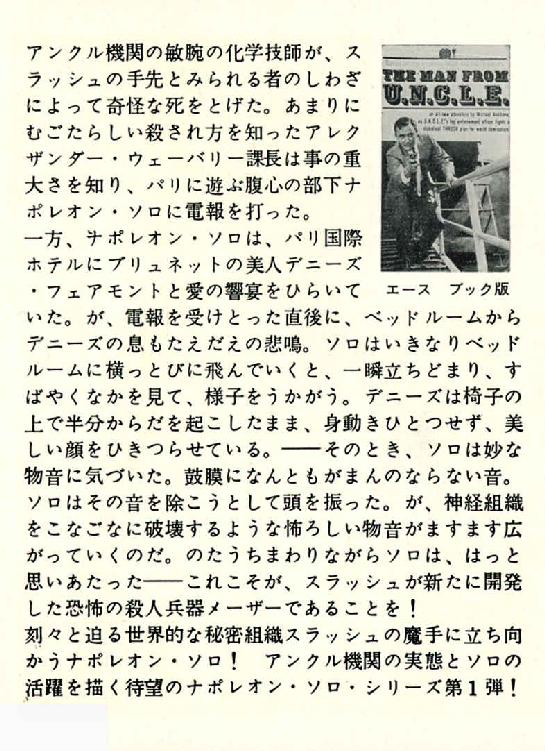 アンクル機関の敏腕の化学技師が、ス
ラッシュの手先とみられる者のしわざ
によって奇怪な死をとげた。あまりに
むごたらしい殺され方を知ったアレク
ザンダー・ウェーバリー課長は事の重
大さを知り、パリに遊ぶ腹心の部下ナ
ポレオン・ソロに電報を打った。
一方、ナポレオン・ソロは、パリ国際
ホテルにブリュネットの美人デニーズ
・フェアモントと愛の饗宴をひらいて
いた。が、電報を受けとった直後に、ベッドルームから
デニーズの息もたえだえの悲鳴。ソロはいきなりベッド
ルームに横っとびに飛んでいくと、一瞬立ちどまり、す
ばやくなかを見て、様子をうかがう。デニーズは椅子の
上で半分からだを起こしたまま、身動きひとつせず、美
しい顔をひきつらせている。――そのとき、ソロは妙な
物音に気づいた。鼓膜になんともがまんのならない音。
ソロはその音を除こうとして頭を振った。が、神経組織
をこなごなに破壊するような怖ろしい物音がますます広
がっていくのだ。のたうちまわりながらソロは、はっと
思いあたった――これこそが、スラッシュが新たに開発
した恐怖の殺人兵器メーザーであることを！
刻々と迫る世界的な秘密組織スラッシュの魔手に立ち向
かうナポレオン・ソロ！　アンクル機関の実態とソロの
活躍を描く待望のナポレオン・ソロ・シリーズ第１弾！
THE MAN FROM
U.N.C.L.E.
エース　ブック版